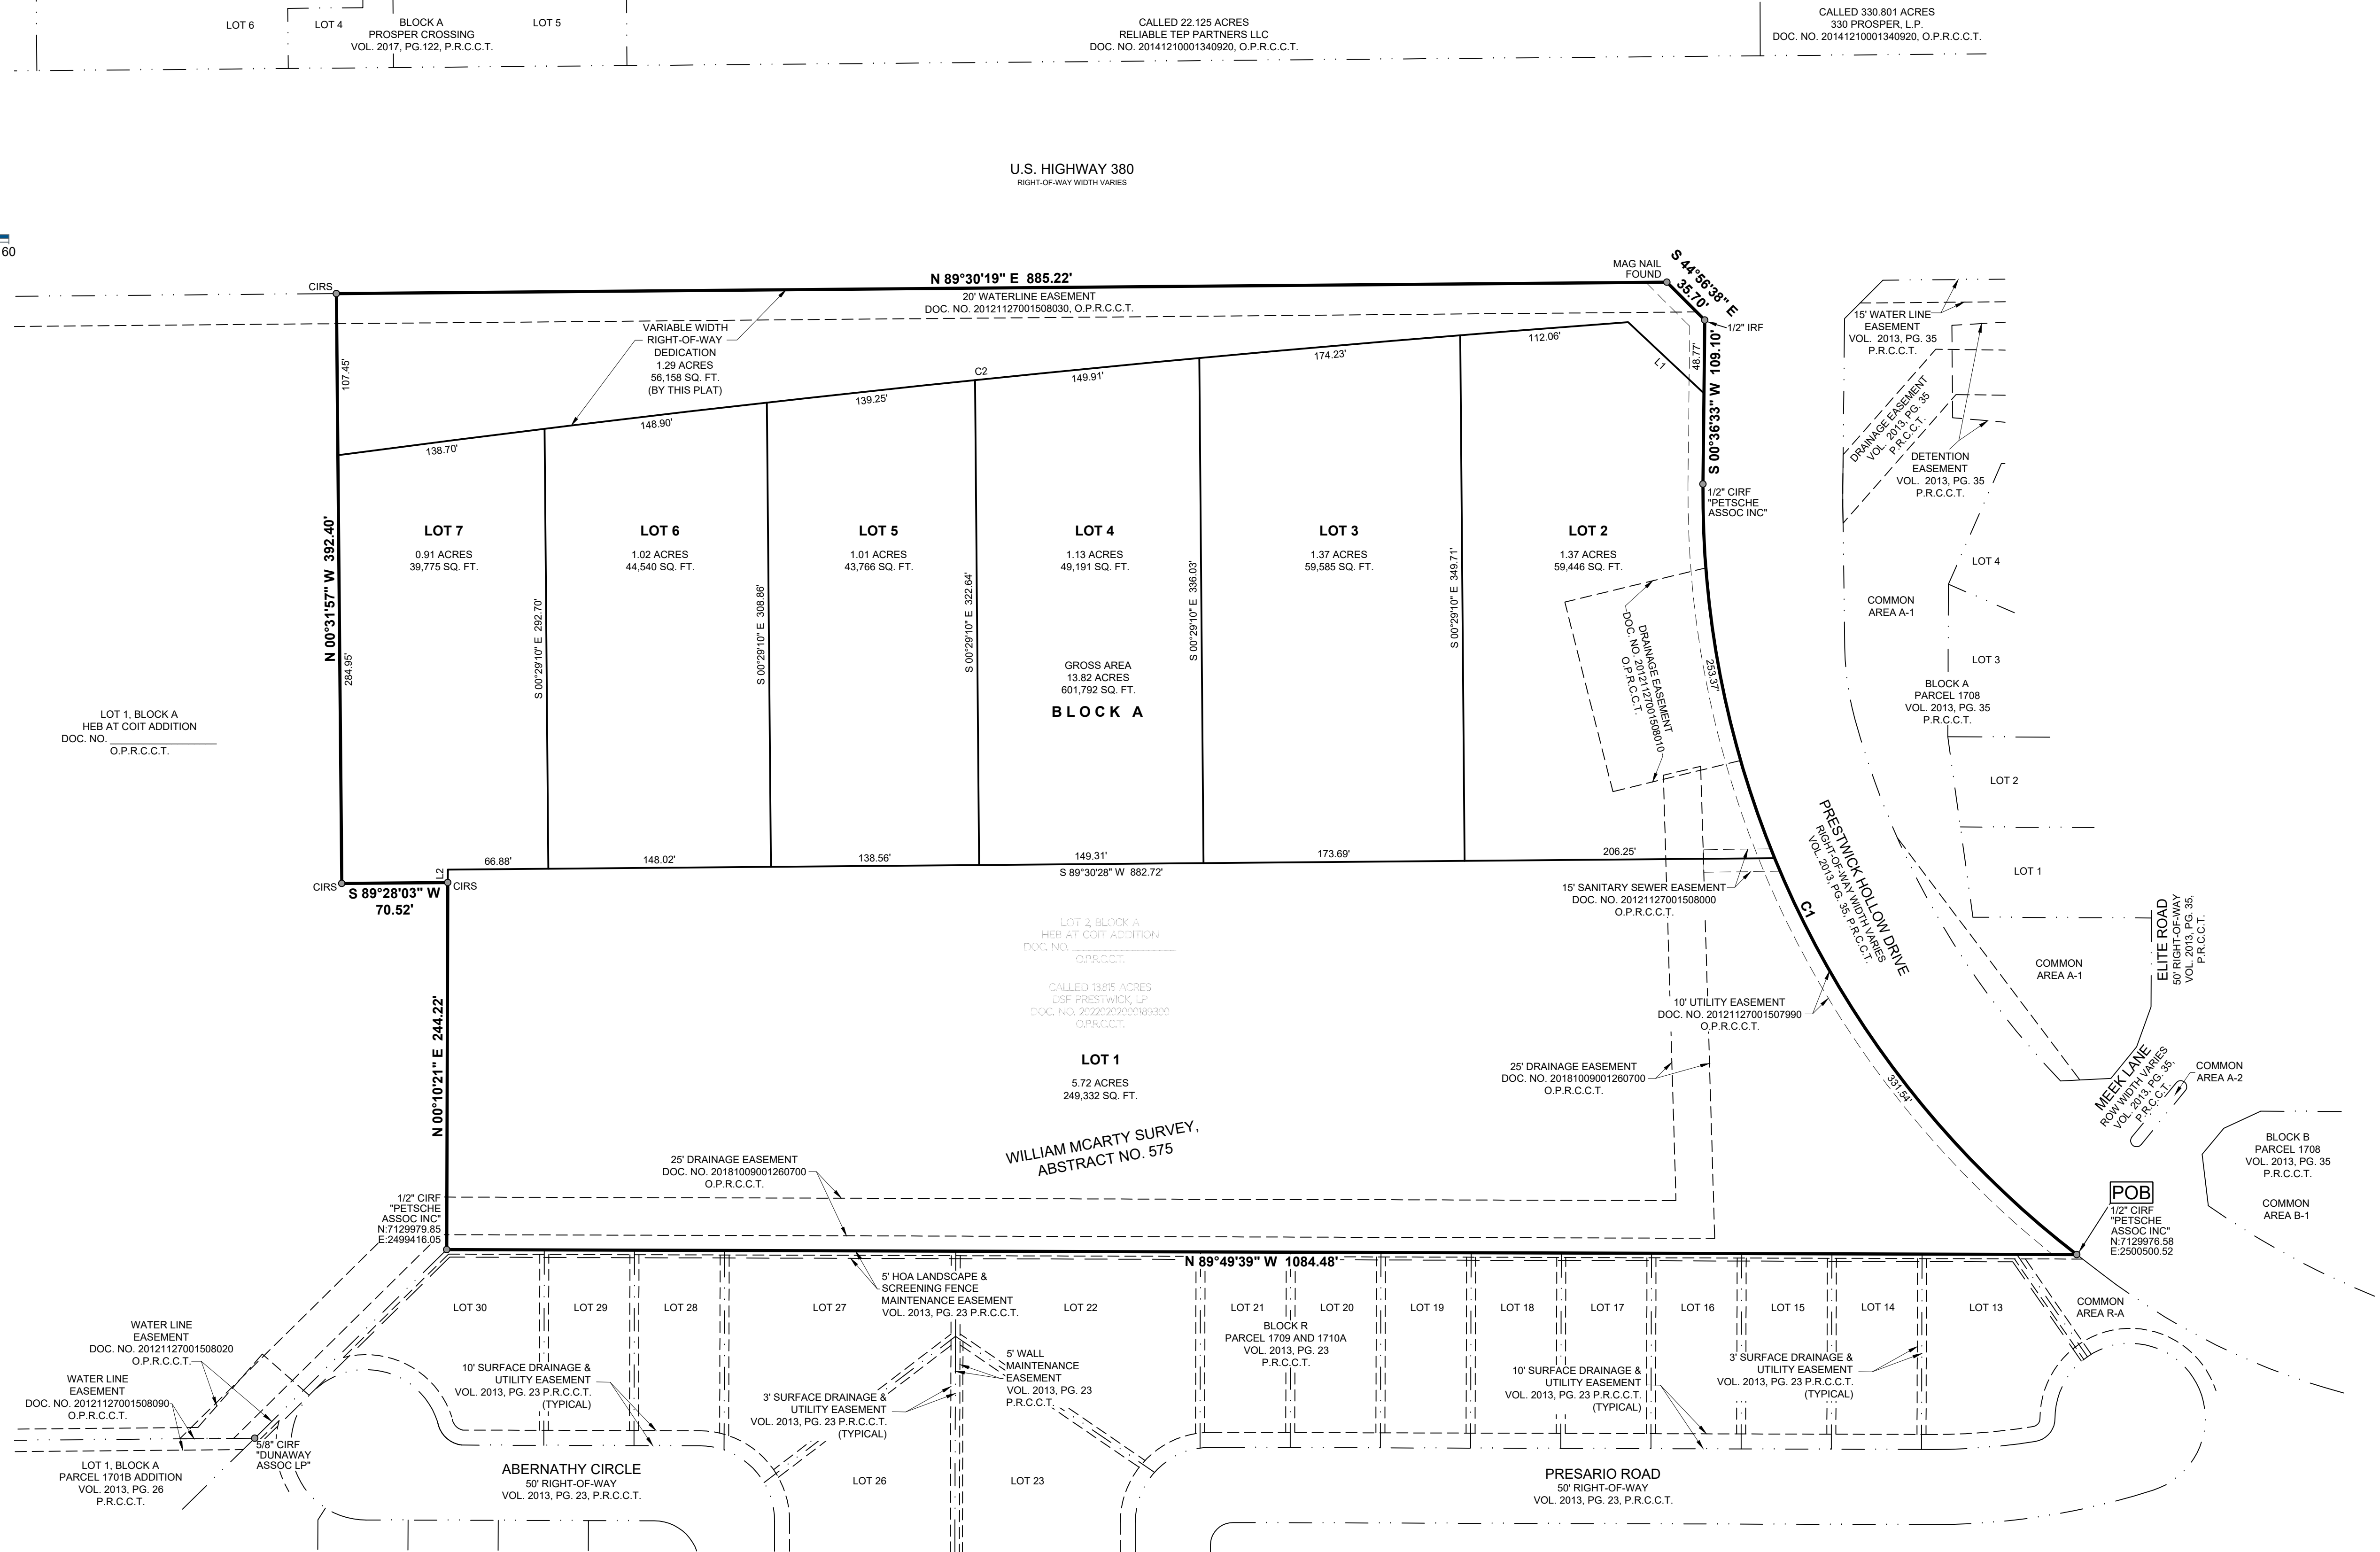 LOT 6
LOT 4
BLOCK A
PROSPER CROSSING
VOL. 2017, PG.122, P.R.C.C.T.
LOT 5
CALLED 22.125 ACRES
RELIABLE TEP PARTNERS LLC
DOC. NO. 20141210001340920, O.P.R.C.C.T.
CALLED 330.801 ACRES
330 PROSPER, L.P.
DOC. NO. 20141210001340920, O.P.R.C.C.T.
U.S. HIGHWAY 380
RIGHT-OF-WAY WIDTH VARIES
60
CIRS
N 89°30'19" E 885.22'
20' WATERLINE EASEMENT
DOC. NO. 20121127001508030, O.P.R.C.C.T.
MAG NAIL
FOUND
S 44°56'38" E
35.70'
1/2" IRF
VARIABLE WIDTH
RIGHT-OF-WAY
DEDICATION
1.29 ACRES
56,158 SQ. FT.
(BY THIS PLAT)
107.45'
138.70'
148.90'
139.25'
C2
149.91'
174.23'
112.06'
L1
48.77'
S 00°36'33" W 109.10'
1/2" CIRF
"PETSCHE
ASSOC INC"
15' WATER LINE
EASEMENT
VOL. 2013, PG. 35
P.R.C.C.T.
DRAINAGE EASEMENT
VOL. 2013, PG. 35
P.R.C.C.T.
DETENTION
EASEMENT
VOL. 2013, PG. 35
P.R.C.C.T.
N 00°31'57" W 392.40'
284.95'
LOT 7
0.91 ACRES
39,775 SQ. FT.
S 00°29'10" E 292.70'
LOT 6
1.02 ACRES
44,540 SQ. FT.
S 00°29'10" E 308.86'
LOT 5
1.01 ACRES
43,766 SQ. FT.
S 00°29'10" E 322.64'
LOT 4
1.13 ACRES
49,191 SQ. FT.
S 00°29'10" E 336.03'
LOT 3
1.37 ACRES
59,585 SQ. FT.
S 00°29'10" E 349.71'
LOT 2
1.37 ACRES
59,446 SQ. FT.
GROSS AREA
13.82 ACRES
601,792 SQ. FT.
BLOCK A
DRAINAGE EASEMENT
DOC. NO. 20121127001508010
O.P.R.C.C.T.
253.37'
LOT 4
COMMON
AREA A-1
LOT 3
BLOCK A
PARCEL 1708
VOL. 2013, PG. 35
P.R.C.C.T.
LOT 2
LOT 1
LOT 1, BLOCK A
HEB AT COIT ADDITION
DOC. NO.
O.P.R.C.C.T.
CIRS
S 89°28'03" W
70.52'
L2
CIRS
66.88'
148.02'
138.56'
149.31'
173.69'
206.25'
S 89°30'28" W 882.72'
15' SANITARY SEWER EASEMENT
DOC. NO. 20121127001508000
O.P.R.C.C.T.
PRESTWICK HOLLOW DRIVE
RIGHT-OF-WAY WIDTH VARIES
VOL. 2013, PG. 35, P.R.C.C.T.
C1
ELITE ROAD
50' RIGHT-OF-WAY
VOL. 2013, PG. 35,
P.R.C.C.T.
COMMON
AREA A-1
LOT 2, BLOCK A
HEB AT COIT ADDITION
DOC. NO.
O.P.R.C.C.T.
CALLED 13.815 ACRES
DSF PRESTWICK, LP
DOC. NO. 20220202000189300
O.P.R.C.C.T.
N 00°10'21" E 244.22'
LOT 1
5.72 ACRES
249,332 SQ. FT.
10' UTILITY EASEMENT
DOC. NO. 20121127001507990
O.P.R.C.C.T.
25' DRAINAGE EASEMENT
DOC. NO. 20181009001260700
O.P.R.C.C.T.
331.54'
MEEK LANE
ROW WIDTH VARIES
VOL. 2013, PG. 35,
P.R.C.C.T.
COMMON
AREA A-2
WILLIAM MCARTY SURVEY,
ABSTRACT NO. 575
25' DRAINAGE EASEMENT
DOC. NO. 20181009001260700
O.P.R.C.C.T.
BLOCK B
PARCEL 1708
VOL. 2013, PG. 35
P.R.C.C.T.
COMMON
AREA B-1
POB
1/2" CIRF
"PETSCHE
ASSOC INC"
N:7129976.58
E:2500500.52
1/2" CIRF
"PETSCHE
ASSOC INC"
N:7129979.85
E:2499416.05
N 89°49'39" W 1084.48'
5' HOA LANDSCAPE &
SCREENING FENCE
MAINTENANCE EASEMENT
VOL. 2013, PG. 23 P.R.C.C.T.
LOT 30
LOT 29
LOT 28
LOT 27
LOT 22
LOT 21
LOT 20
LOT 19
LOT 18
LOT 17
LOT 16
LOT 15
LOT 14
LOT 13
COMMON
AREA R-A
BLOCK R
PARCEL 1709 AND 1710A
VOL. 2013, PG. 23
P.R.C.C.T.
WATER LINE
EASEMENT
DOC. NO. 20121127001508020
O.P.R.C.C.T.
WATER LINE
EASEMENT
DOC. NO. 20121127001508090
O.P.R.C.C.T.
10' SURFACE DRAINAGE &
UTILITY EASEMENT
VOL. 2013, PG. 23 P.R.C.C.T.
(TYPICAL)
3' SURFACE DRAINAGE &
UTILITY EASEMENT
VOL. 2013, PG. 23 P.R.C.C.T.
(TYPICAL)
5' WALL
MAINTENANCE
EASEMENT
VOL. 2013, PG. 23
P.R.C.C.T.
10' SURFACE DRAINAGE &
UTILITY EASEMENT
VOL. 2013, PG. 23 P.R.C.C.T.
(TYPICAL)
3' SURFACE DRAINAGE &
UTILITY EASEMENT
VOL. 2013, PG. 23 P.R.C.C.T.
(TYPICAL)
5/8" CIRF
"DUNAWAY
ASSOC LP"
LOT 1, BLOCK A
PARCEL 1701B ADDITION
VOL. 2013, PG. 26
P.R.C.C.T.
ABERNATHY CIRCLE
50' RIGHT-OF-WAY
VOL. 2013, PG. 23, P.R.C.C.T.
LOT 26
LOT 23
PRESARIO ROAD
50' RIGHT-OF-WAY
VOL. 2013, PG. 23, P.R.C.C.T.